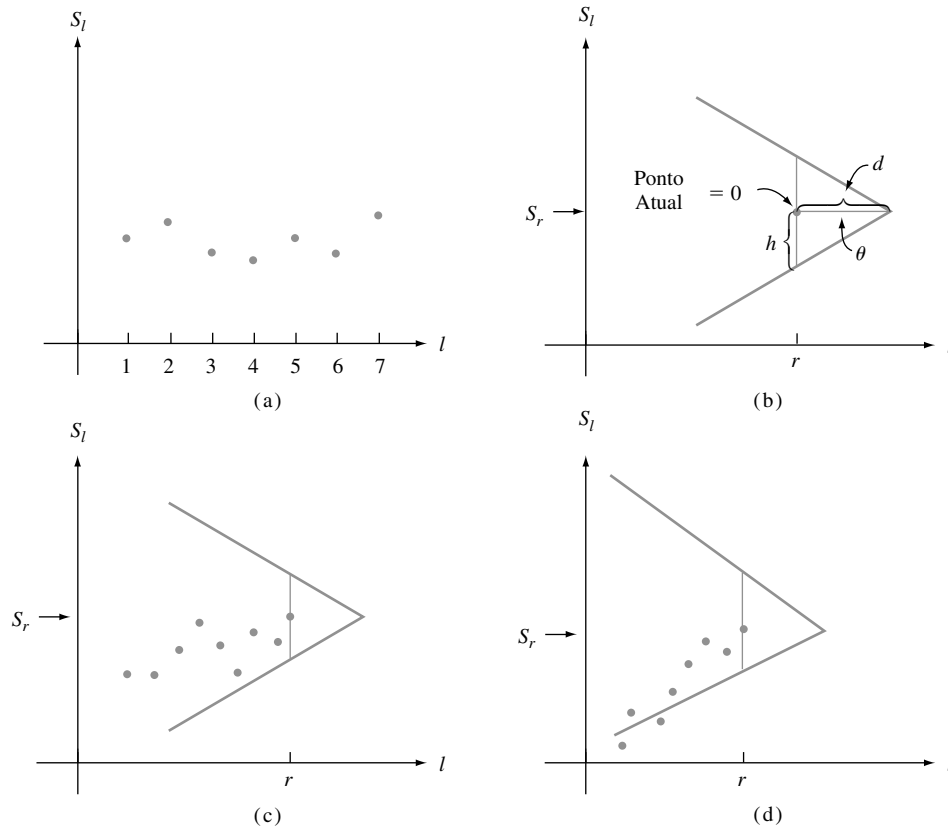 S_l
l
1 2 3 4 5 6 7
(a)
S_l
Ponto
Atual
= 0
d
S_r
h
θ
r
(b)
S_l
S_r
l
r
(c)
S_l
S_r
r
(d)